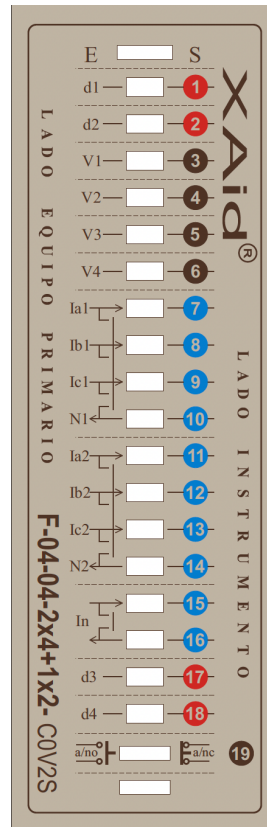 E S
d1 1
d2 2
V1 3
V2 4
V3 5
V4 6
Ia1 7
Ib1 8
Ic1 9
N1 10
Ia2 11
Ib2 12
Ic2 13
N2 14
In 15
16
d3 17
d4 18
a/no a/nc 19
LADO EQUIPO PRIMARIO
F-04-04-2x4+1x2- C0V2S
XAid®
LADO INSTRUMENTO